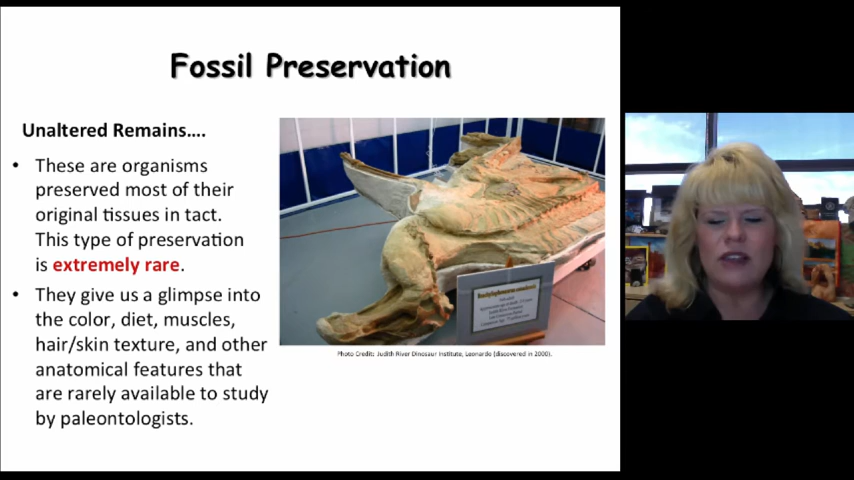 Fossil Preservation
Unaltered Remains....
• These are organisms
preserved most of their
original tissues in tact.
This type of preservation
is extremely rare.
• They give us a glimpse into
the color, diet, muscles,
hair/skin texture, and other
anatomical features that
are rarely available to study
by paleontologists.
Photo Credit: Judith River Dinosaur Institute, Leonardo (discovered in 2000).